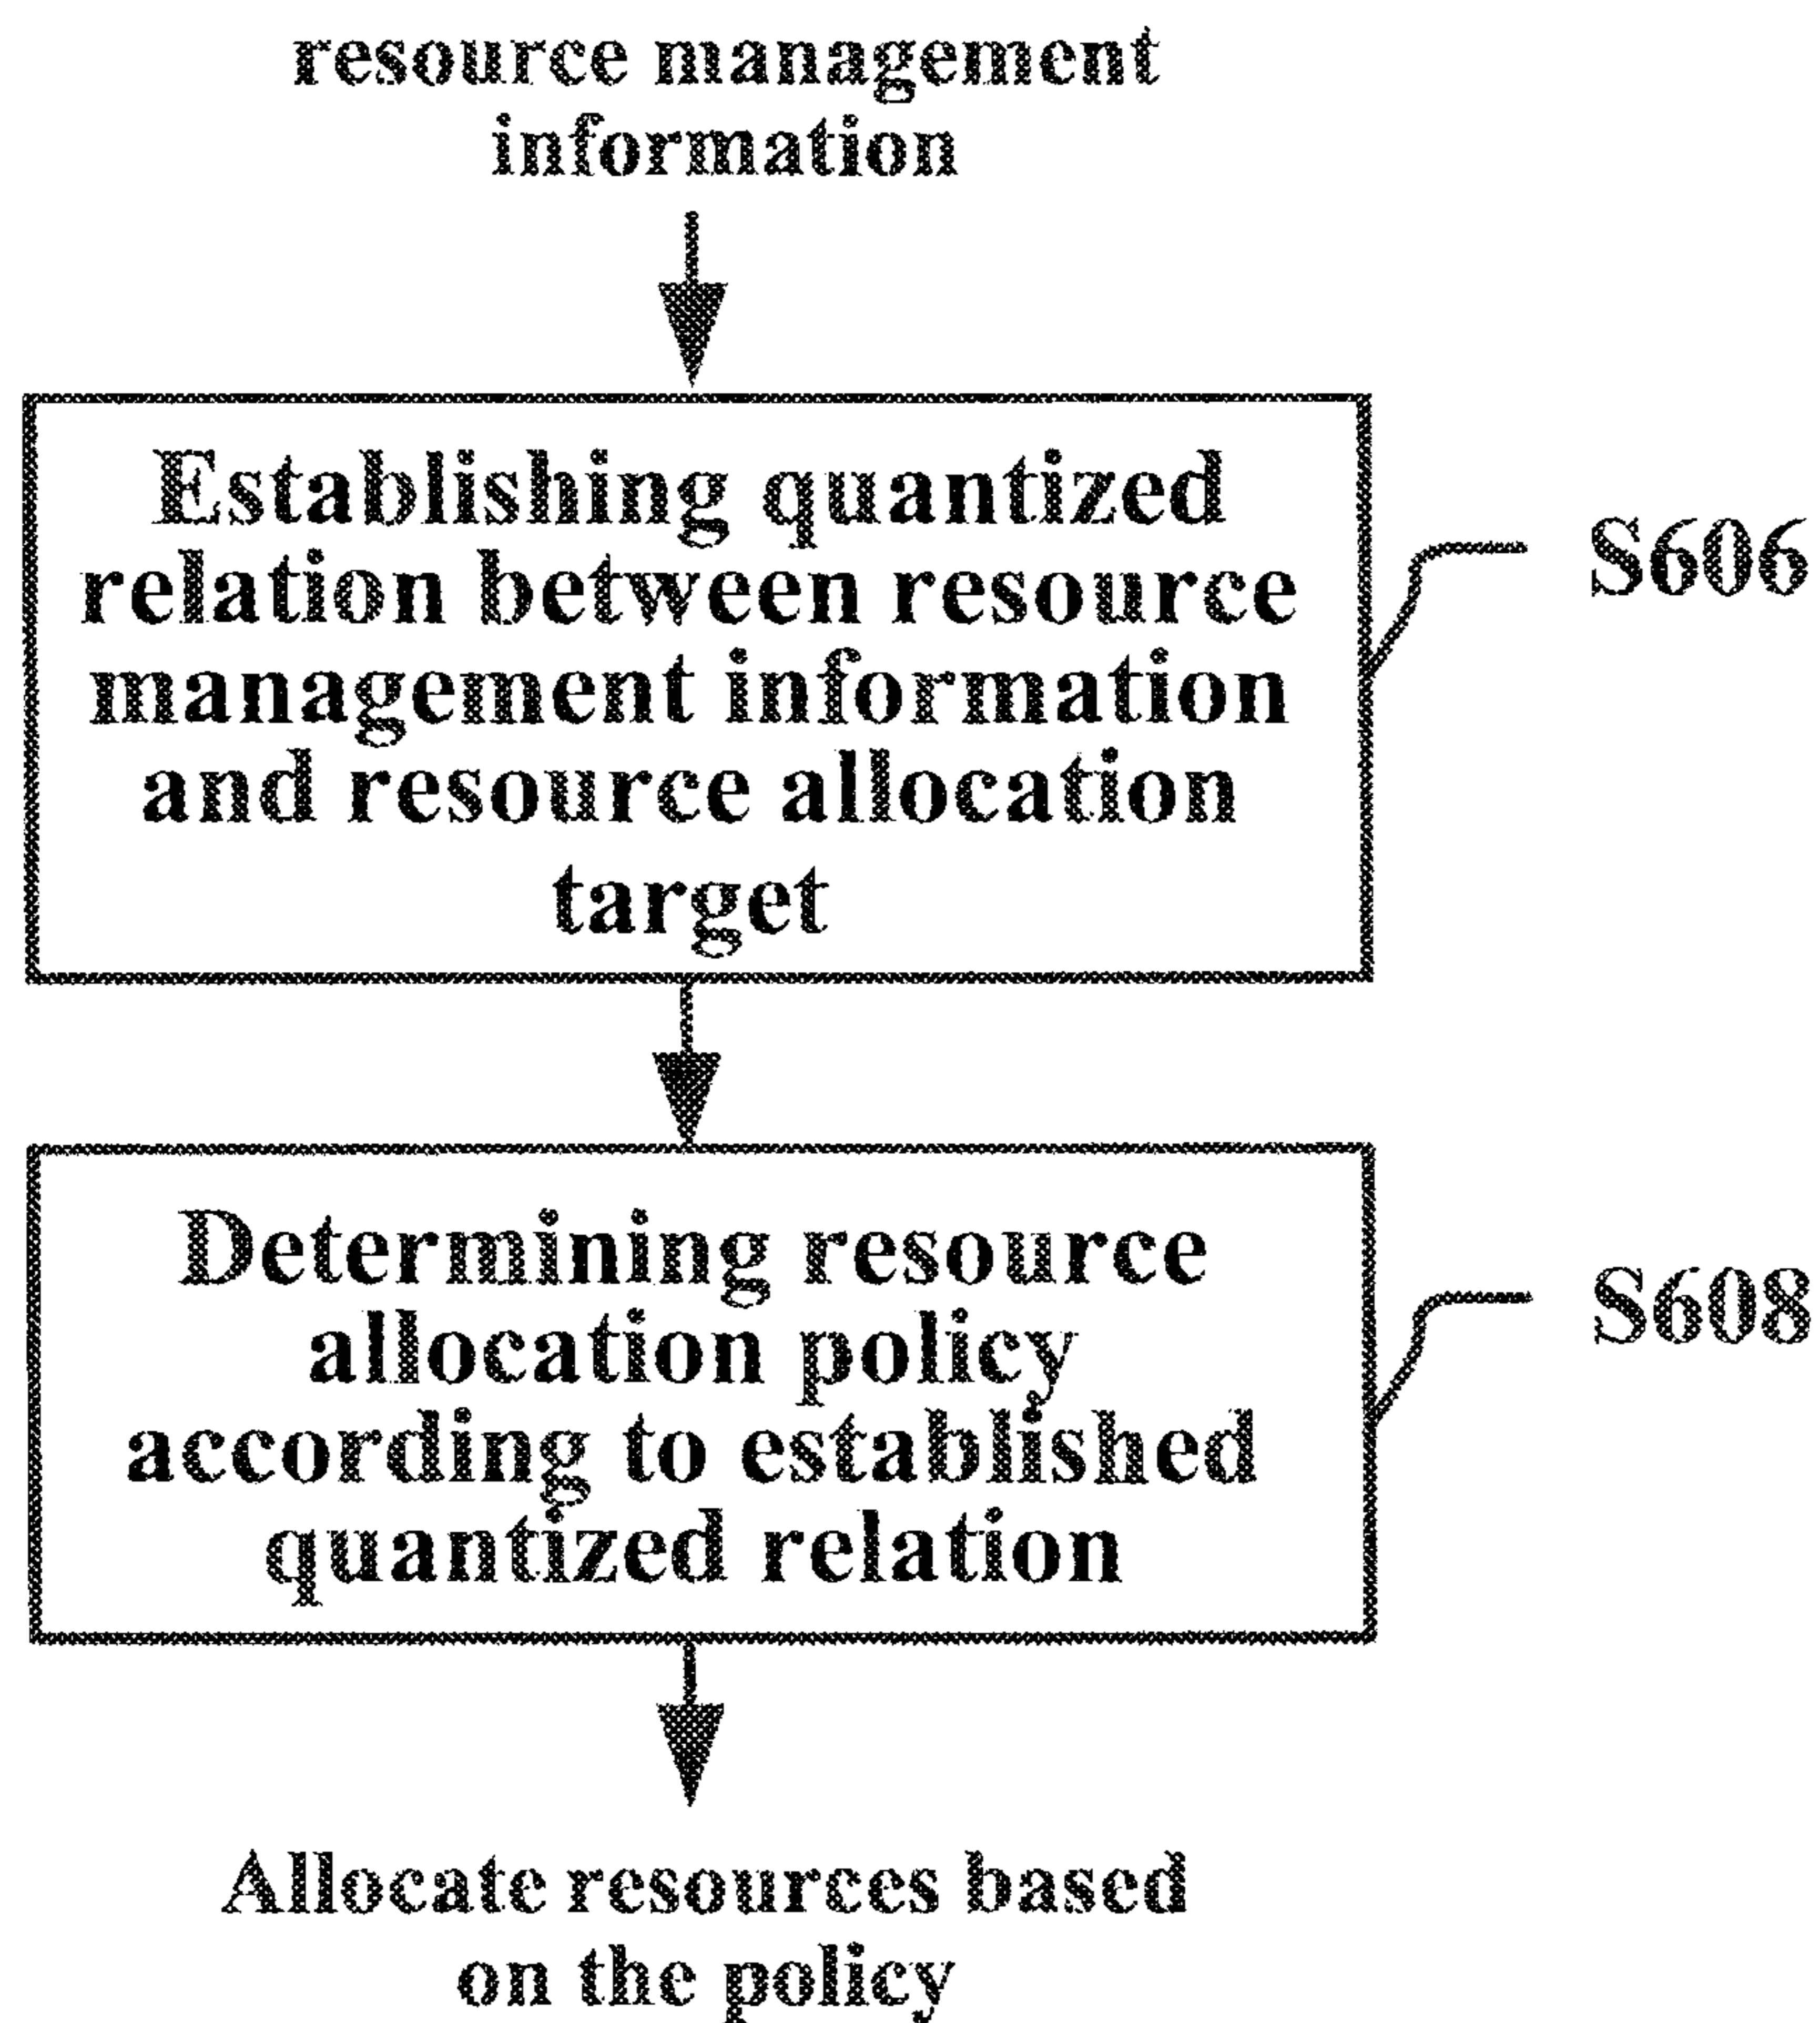 resource management
information
Establishing quantized
relation between resource
management information
and resource allocation
target
S606
Determining resource
allocation policy
according to established
quantized relation
S608
Allocate resources based
on the policy